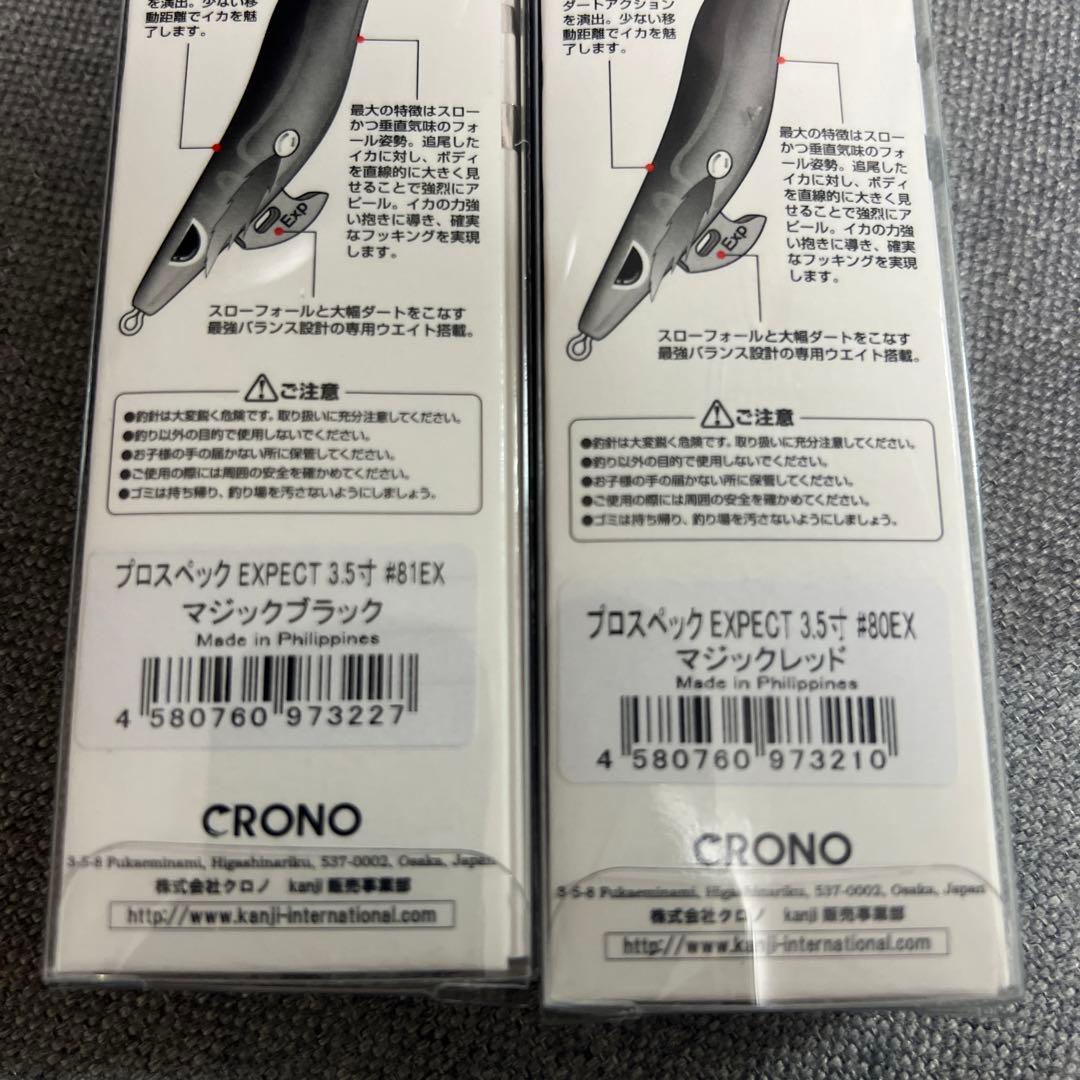 を演出。少ない移
動距離でイカを魅
了します。
最大の特徴はスロー
かつ垂直気味のフォ
ール姿勢。追尾した
イカに対し、ボディ
を直線的に大きく見
せることで強烈にア
ピール。イカの力強
い抱きに導き、確実
なフッキングを実現
します。
Exp
スローフォールと大幅ダートをこなす
最強バランス設計の専用ウエイト搭載。
ご注意
●釣針は大変鋭く危険です。取り扱いに充分注意してください。
●釣り以外の目的で使用しないでください。
●お子様の手の届かない所に保管してください。
●ご使用の際には周囲の安全を確かめてください。
●ゴミは持ち帰り、釣り場を汚さないようにしましょう。
プロスペック EXPECT 3.5寸 #81EX
マジックブラック
Made in Philippines
4 580760 973227
CRONO
3-5-8 Fukaeminami, Higashinariku, 537-0002, Osaka, Japan
株式会社クロノ kanji 販売事業部
http://www.kanji-international.com
ダートアクション
を演出。少ない移
動距離でイカを魅
了します。
最大の特徴はスロー
かつ垂直気味のフォ
ール姿勢。追尾した
イカに対し、ボディ
を直線的に大きく見
せることで強烈にア
ピール。イカの力強
い抱きに導き、確実
なフッキングを実現
します。
Exp
スローフォールと大幅ダートをこなす
最強バランス設計の専用ウエイト搭載。
ご注意
●釣針は大変鋭く危険です。取り扱いに充分注意してください。
●釣り以外の目的で使用しないでください。
●お子様の手の届かない所に保管してください。
●ご使用の際には周囲の安全を確かめてください。
●ゴミは持ち帰り、釣り場を汚さないようにしましょう。
プロスペック EXPECT 3.5寸 #80EX
マジックレッド
Made in Philippines
4 580760 973210
CRONO
3-5-8 Fukaeminami, Higashinariku, 537-0002, Osaka, Japan
株式会社クロノ kanji 販売事業部
http://www.kanji-international.com